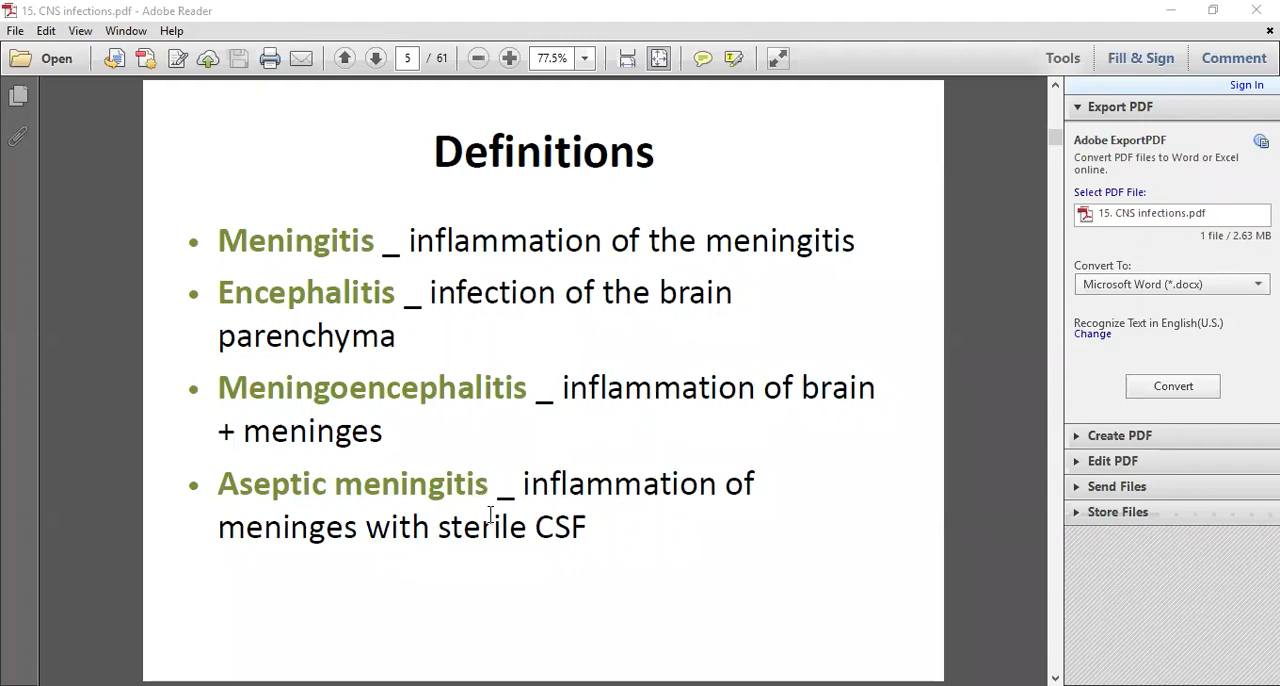 15. CNS infections.pdf - Adobe Reader
File Edit View Window Help
Open 5 / 61 77.5% Tools Fill & Sign Comment
Sign In
Definitions
• Meningitis _ inflammation of the meningitis
• Encephalitis _ infection of the brain
parenchyma
• Meningoencephalitis _ inflammation of brain
+ meninges
• Aseptic meningitis _ inflammation of
meninges with sterile CSF
Export PDF
Adobe ExportPDF
Convert PDF files to Word or Excel
online.
Select PDF File:
15. CNS infections.pdf
1 file / 2.63 MB
Convert To:
Microsoft Word (*.docx)
Recognize Text in English(U.S.)
Change
Convert
Create PDF
Edit PDF
Send Files
Store Files